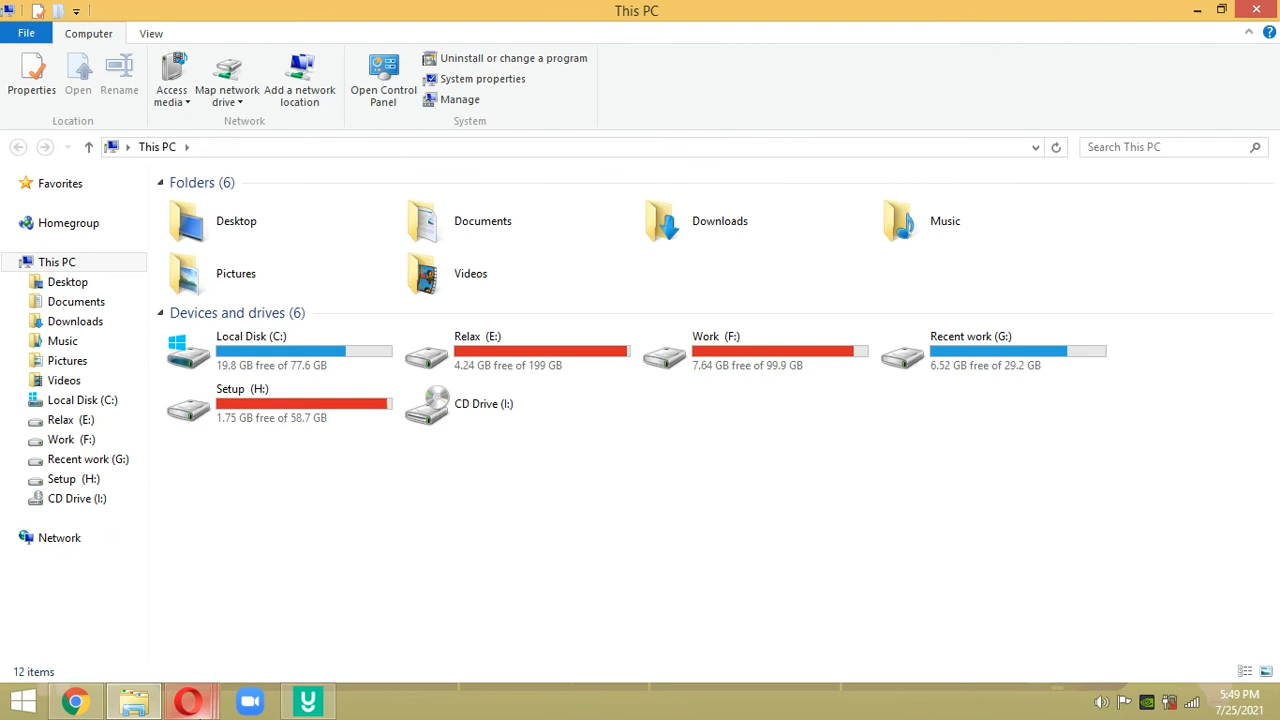 This PC
File
Computer
View
Properties
Open
Rename
Location
Access media
Map network drive
Add a network location
Network
Open Control Panel
Uninstall or change a program
System properties
Manage
System
This PC
Search This PC
Favorites
Homegroup
This PC
Desktop
Documents
Downloads
Music
Pictures
Videos
Local Disk (C:)
Relax (E:)
Work (F:)
Recent work (G:)
Setup (H:)
CD Drive (I:)
Network
Folders (6)
Desktop
Documents
Downloads
Music
Pictures
Videos
Devices and drives (6)
Local Disk (C:)
19.8 GB free of 77.6 GB
Relax (E:)
4.24 GB free of 199 GB
Work (F:)
7.64 GB free of 99.9 GB
Recent work (G:)
6.52 GB free of 29.2 GB
Setup (H:)
1.75 GB free of 58.7 GB
CD Drive (I:)
12 items
5:49 PM
7/25/2021